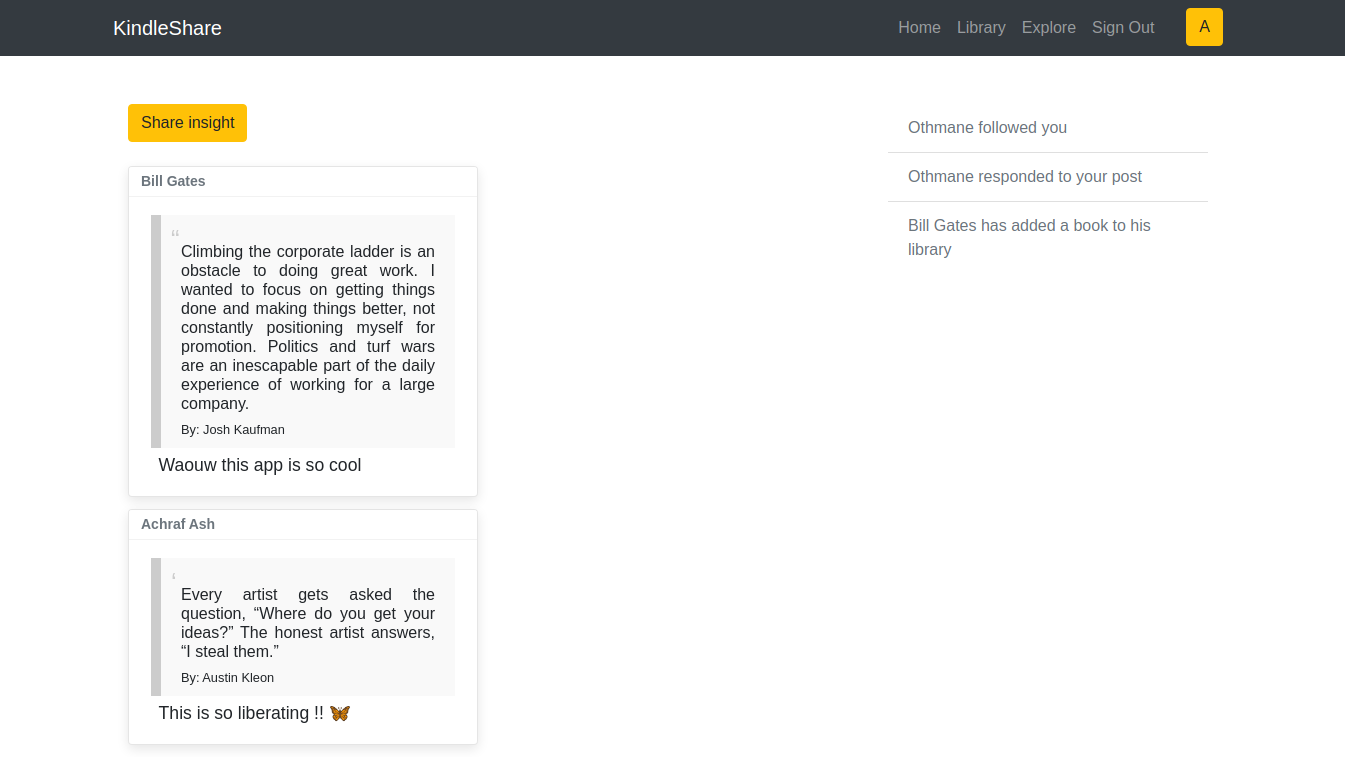 KindleShare
Home Library Explore Sign Out A
Share insight
Bill Gates
“
Climbing the corporate ladder is an
obstacle to doing great work. I
wanted to focus on getting things
done and making things better, not
constantly positioning myself for
promotion. Politics and turf wars
are an inescapable part of the daily
experience of working for a large
company.
By: Josh Kaufman
Waouw this app is so cool
Achraf Ash
‘
Every artist gets asked the
question, “Where do you get your
ideas?” The honest artist answers,
“I steal them.”
By: Austin Kleon
This is so liberating !! 🦋
Othmane followed you
Othmane responded to your post
Bill Gates has added a book to his
library